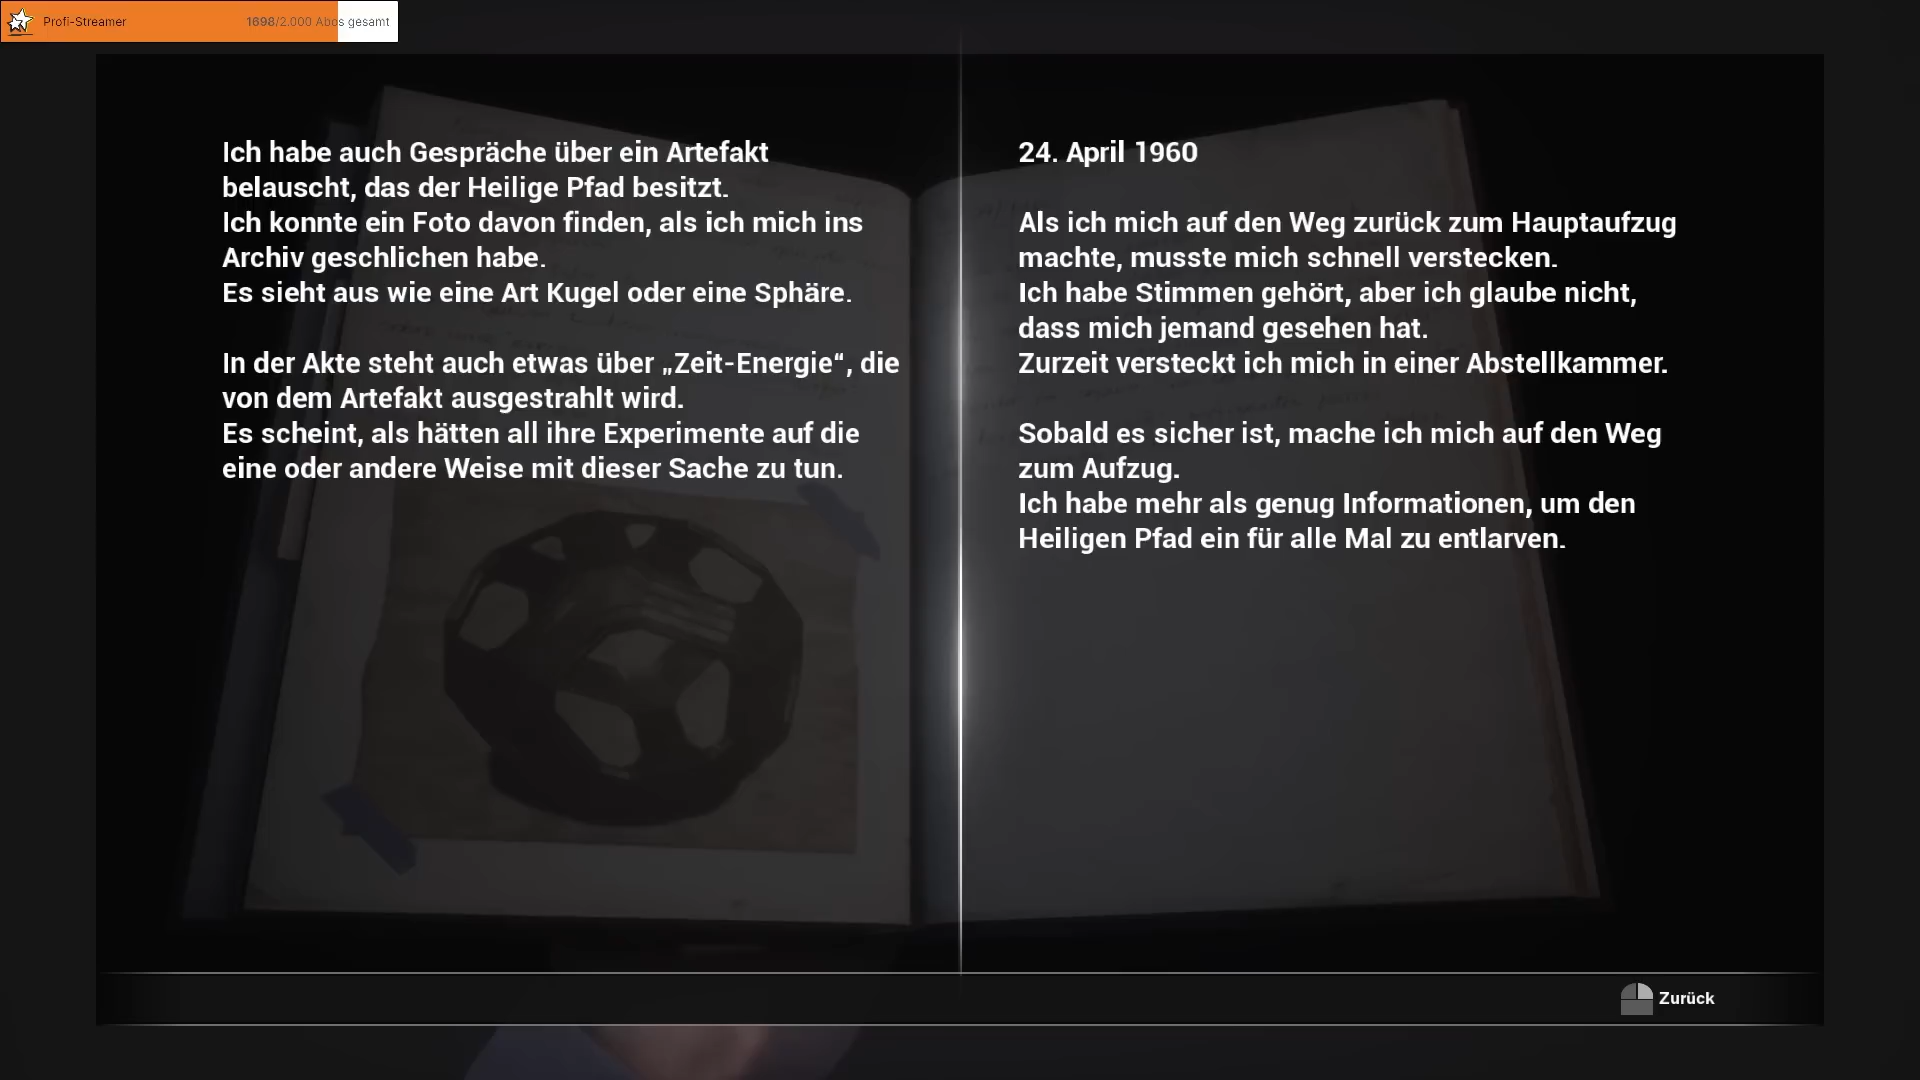 Profi-Streamer 1698/2.000 Abos gesamt
Ich habe auch Gespräche über ein Artefakt
belauscht, das der Heilige Pfad besitzt.
Ich konnte ein Foto davon finden, als ich mich ins
Archiv geschlichen habe.
Es sieht aus wie eine Art Kugel oder eine Sphäre.
In der Akte steht auch etwas über „Zeit-Energie“, die
von dem Artefakt ausgestrahlt wird.
Es scheint, als hätten all ihre Experimente auf die
eine oder andere Weise mit dieser Sache zu tun.
24. April 1960
Als ich mich auf den Weg zurück zum Hauptaufzug
machte, musste mich schnell verstecken.
Ich habe Stimmen gehört, aber ich glaube nicht,
dass mich jemand gesehen hat.
Zurzeit versteckt ich mich in einer Abstellkammer.
Sobald es sicher ist, mache ich mich auf den Weg
zum Aufzug.
Ich habe mehr als genug Informationen, um den
Heiligen Pfad ein für alle Mal zu entlarven.
Zurück